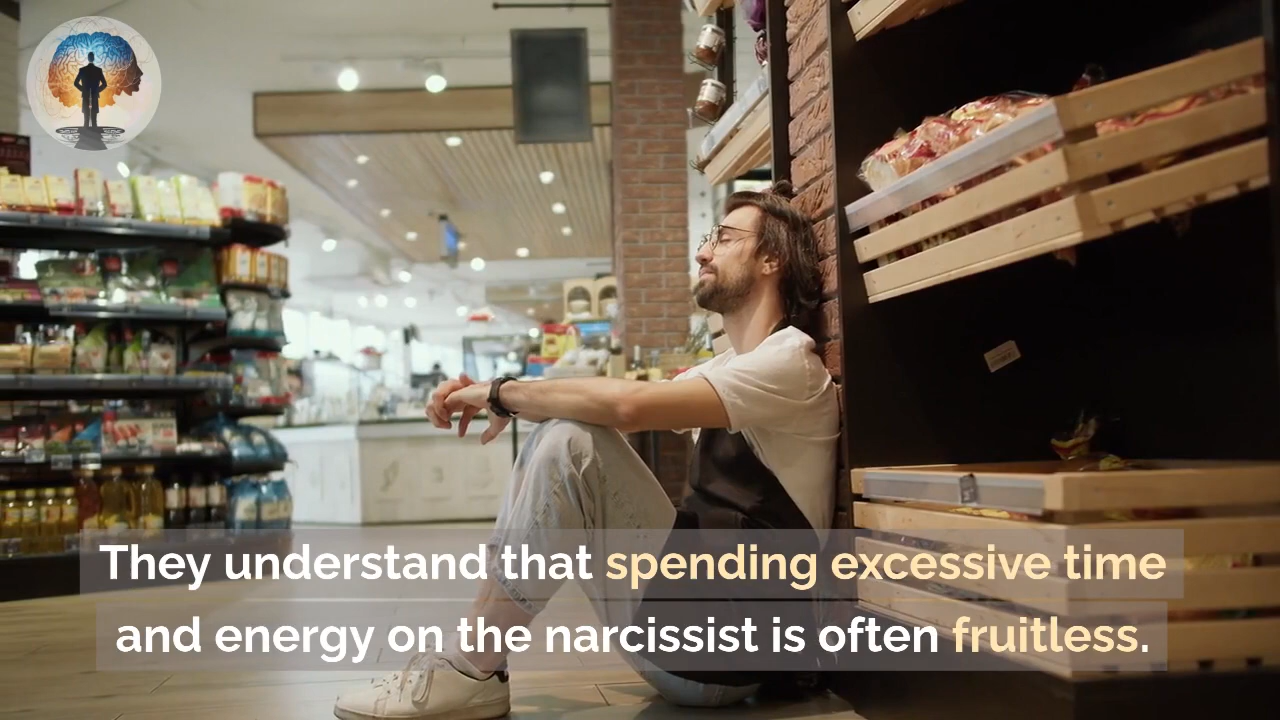 They understand that spending excessive time
and energy on the narcissist is often fruitless.